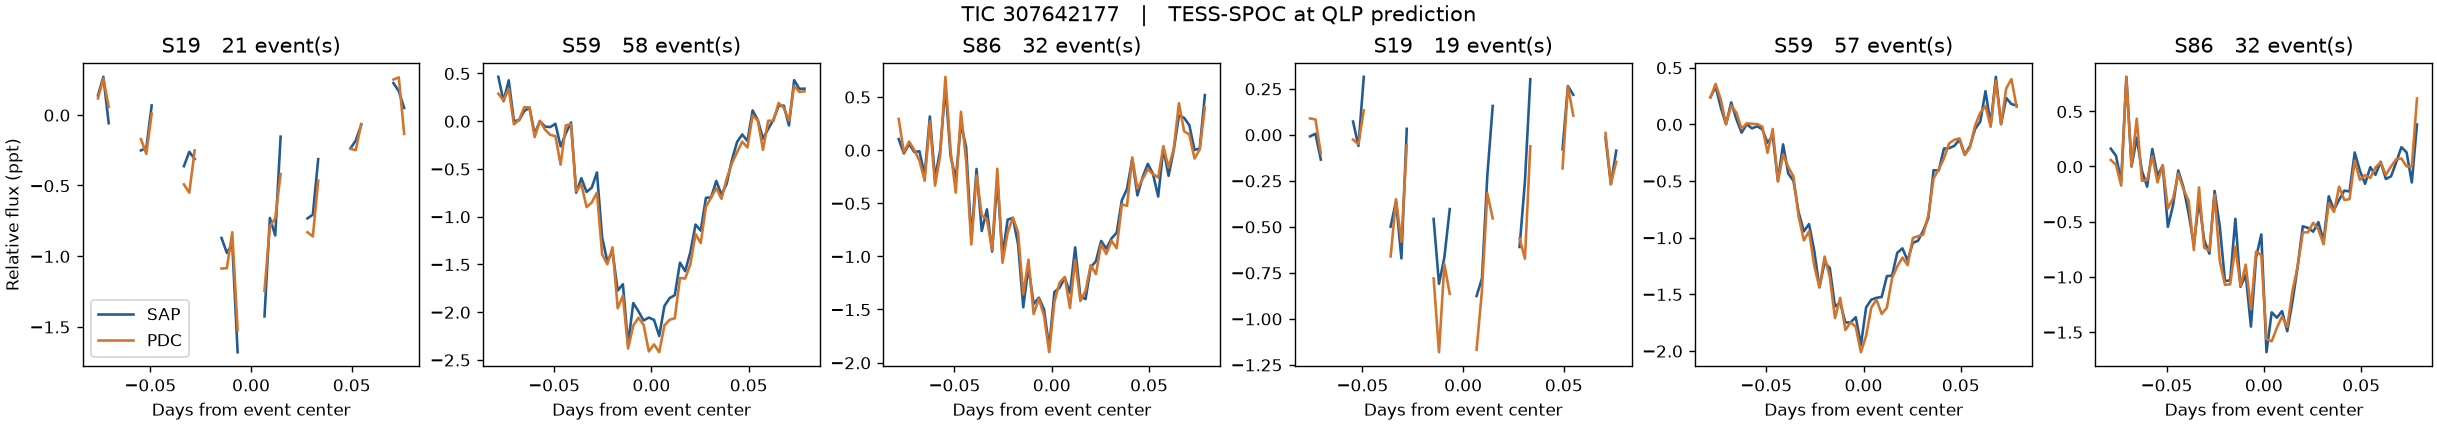 TIC 307642177 | TESS-SPOC at QLP prediction
S19 21 event(s)
S59 58 event(s)
S86 32 event(s)
S19 19 event(s)
S59 57 event(s)
S86 32 event(s)
Relative flux (ppt)
0.0
−0.5
−1.0
−1.5
SAP
PDC
−0.05 0.00 0.05
Days from event center
0.5
0.0
−0.5
−1.0
−1.5
−2.0
−2.5
−0.05 0.00 0.05
Days from event center
0.5
0.0
−0.5
−1.0
−1.5
−2.0
−0.05 0.00 0.05
Days from event center
0.25
0.00
−0.25
−0.50
−0.75
−1.00
−1.25
−0.05 0.00 0.05
Days from event center
0.5
0.0
−0.5
−1.0
−1.5
−2.0
−0.05 0.00 0.05
Days from event center
0.5
0.0
−0.5
−1.0
−1.5
−0.05 0.00 0.05
Days from event center